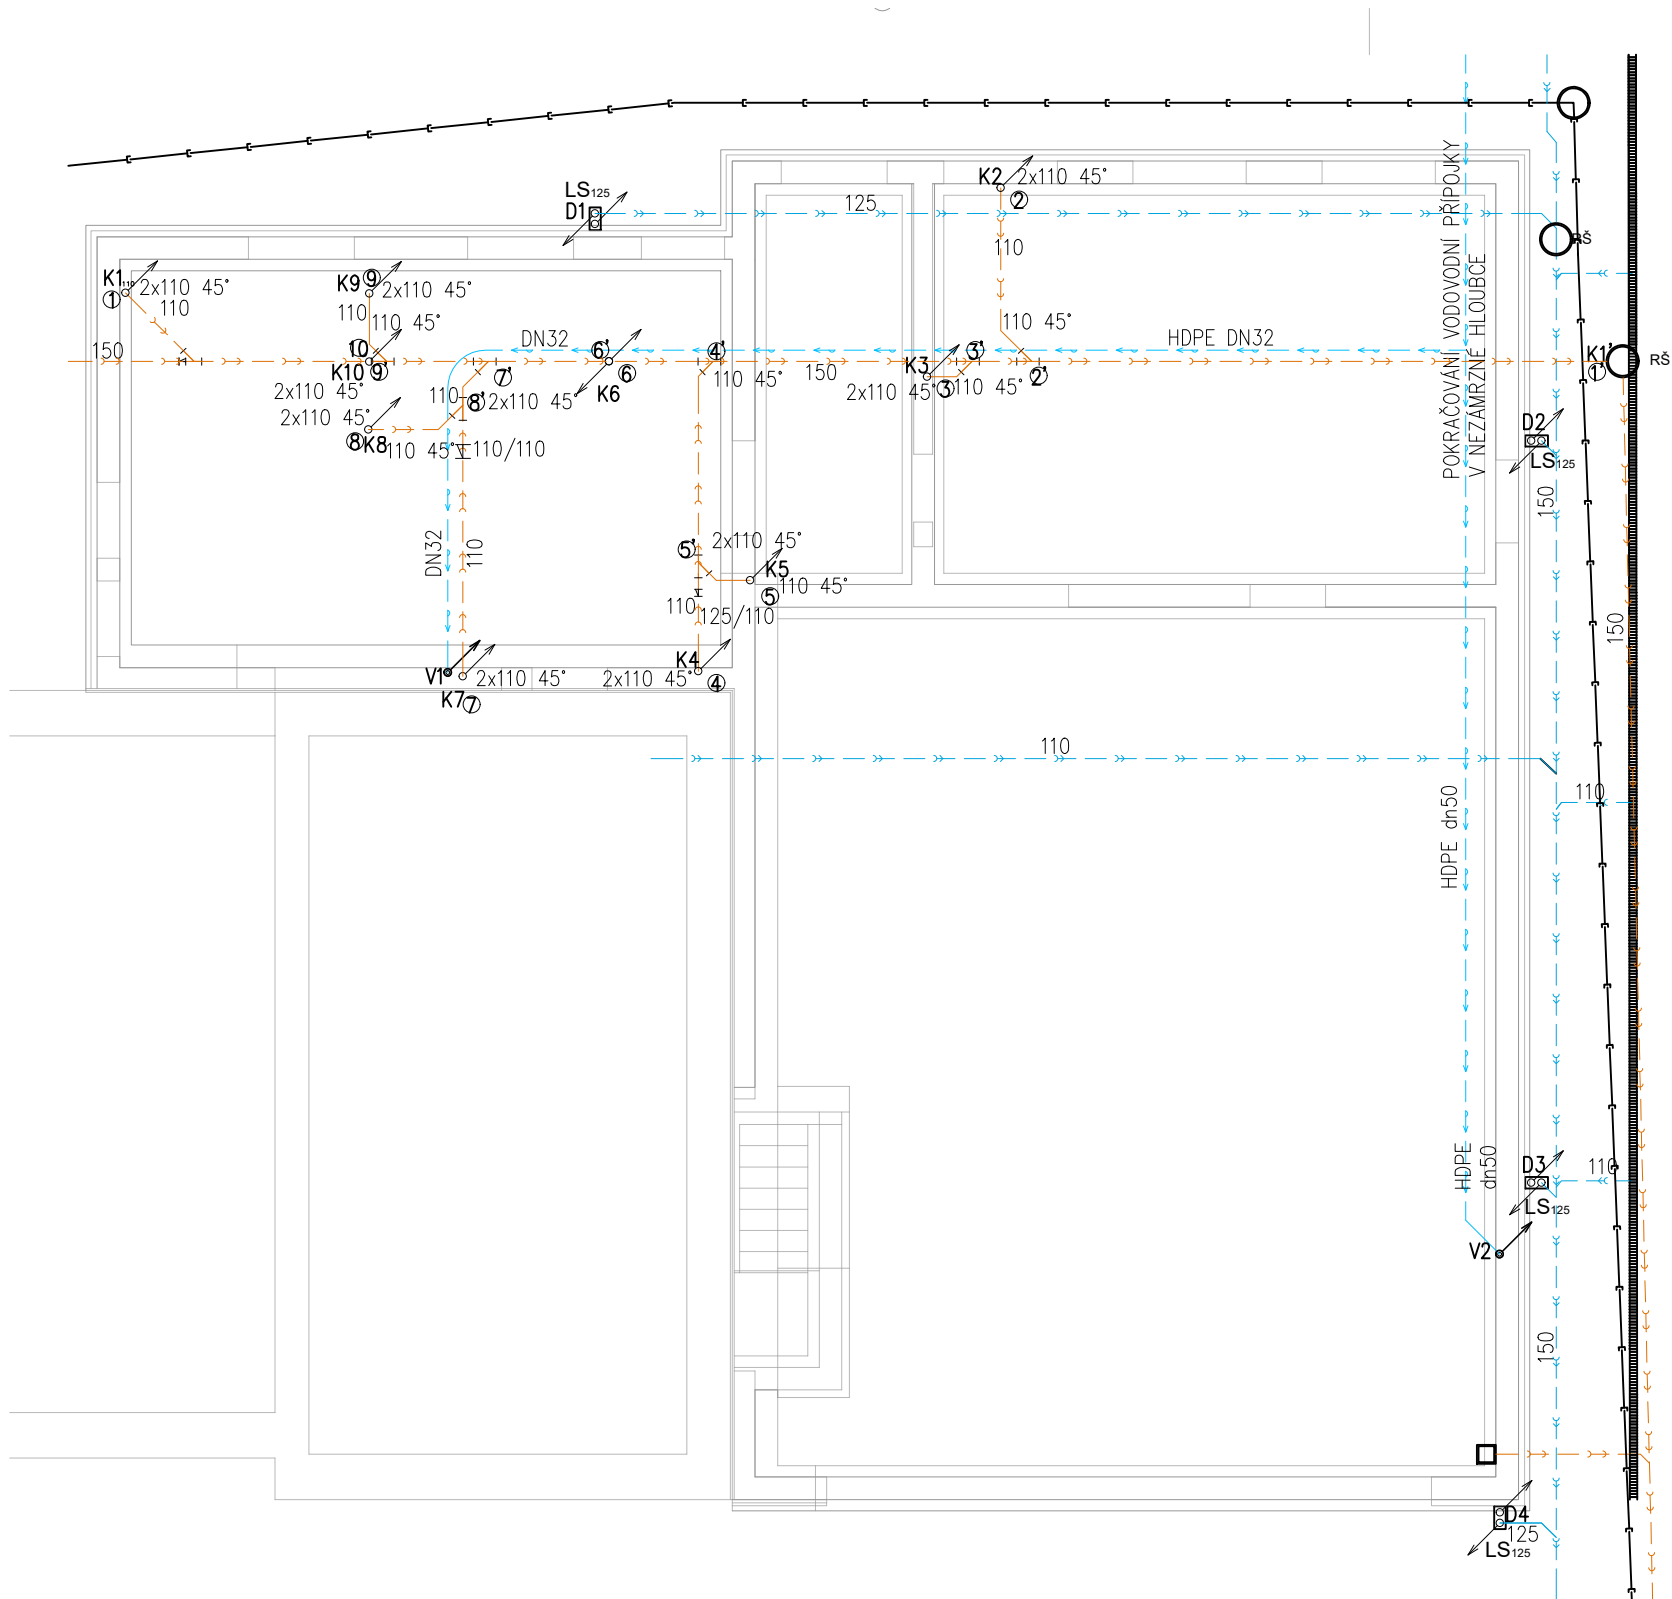 K2
2x110 45°
2
LS125
D1
125
RŠ
110
K1110
2x110 45°
1
110
K9
9
2x110 45°
110
110 45°
110 45°
150
10
K10
9'
2x110 45°
2x110 45°
8
K8
110 45°
DN32
6'
6
K6
7'
8'
110
2x110 45°
110/110
4'
110 45°
150
K3
3'
3
2x110 45°
110 45°
2'
HDPE DN32
K1'
1'
RŠ
POKRAČOVÁNÍ VODOVODNÍ PŘÍPOJKY
V NEZÁMRZNÉ HLOUBCE
D2
LS125
150
DN32
110
5'
2x110 45°
K5
110 45°
5
110
125/110
150
V1
K7
7
2x110 45°
2x110 45°
K4
4
110
110
HDPE dn50
HDPE
dn50
D3
LS125
110
V2
150
D4
125
LS125